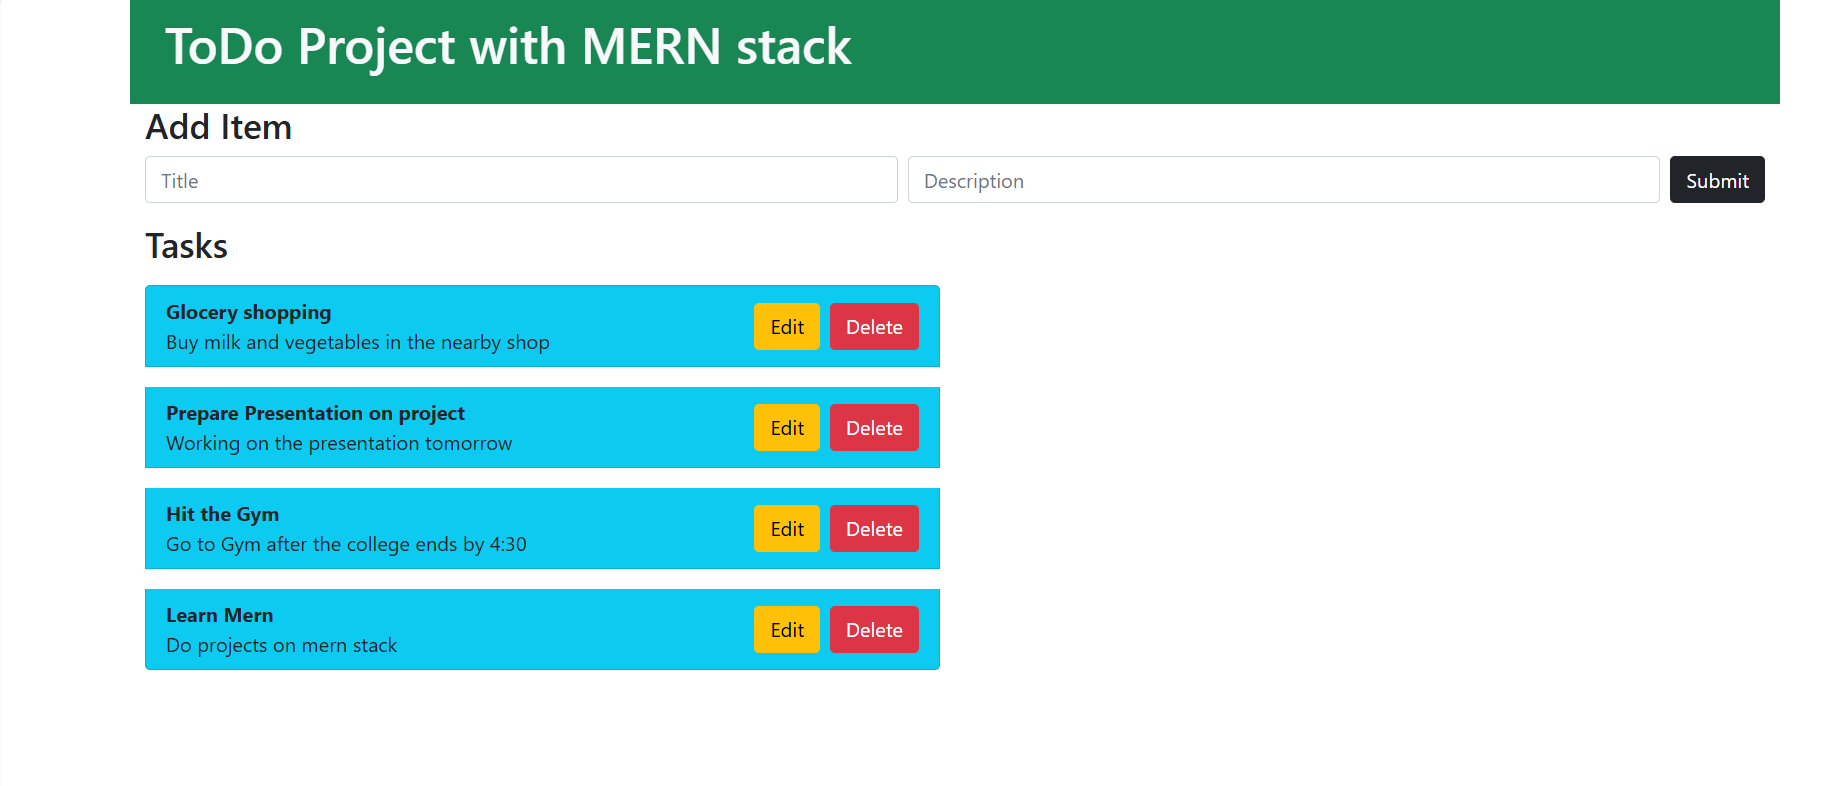 ToDo Project with MERN stack
Add Item
Title Description Submit
Tasks
Glocery shopping
Buy milk and vegetables in the nearby shop
Edit Delete
Prepare Presentation on project
Working on the presentation tomorrow
Edit Delete
Hit the Gym
Go to Gym after the college ends by 4:30
Edit Delete
Learn Mern
Do projects on mern stack
Edit Delete